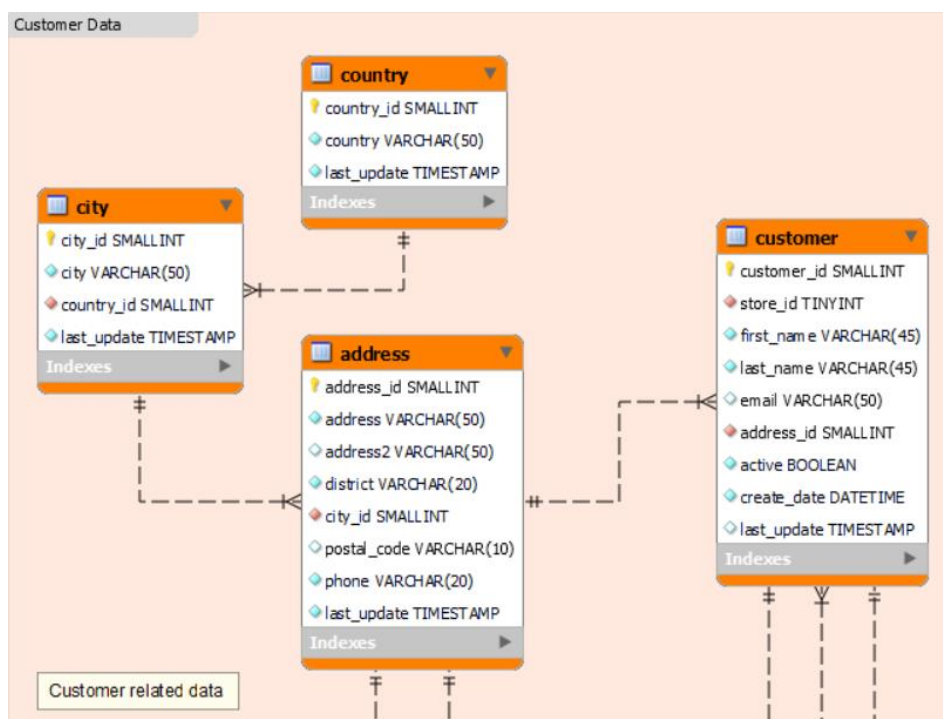 Customer Data
country
country_id SMALLINT
country VARCHAR(50)
last_update TIMESTAMP
Indexes
city
city_id SMALLINT
city VARCHAR(50)
country_id SMALLINT
last_update TIMESTAMP
Indexes
address
address_id SMALLINT
address VARCHAR(50)
address2 VARCHAR(50)
district VARCHAR(20)
city_id SMALLINT
postal_code VARCHAR(10)
phone VARCHAR(20)
last_update TIMESTAMP
Indexes
customer
customer_id SMALLINT
store_id TINYINT
first_name VARCHAR(45)
last_name VARCHAR(45)
email VARCHAR(50)
address_id SMALLINT
active BOOLEAN
create_date DATETIME
last_update TIMESTAMP
Indexes
Customer related data